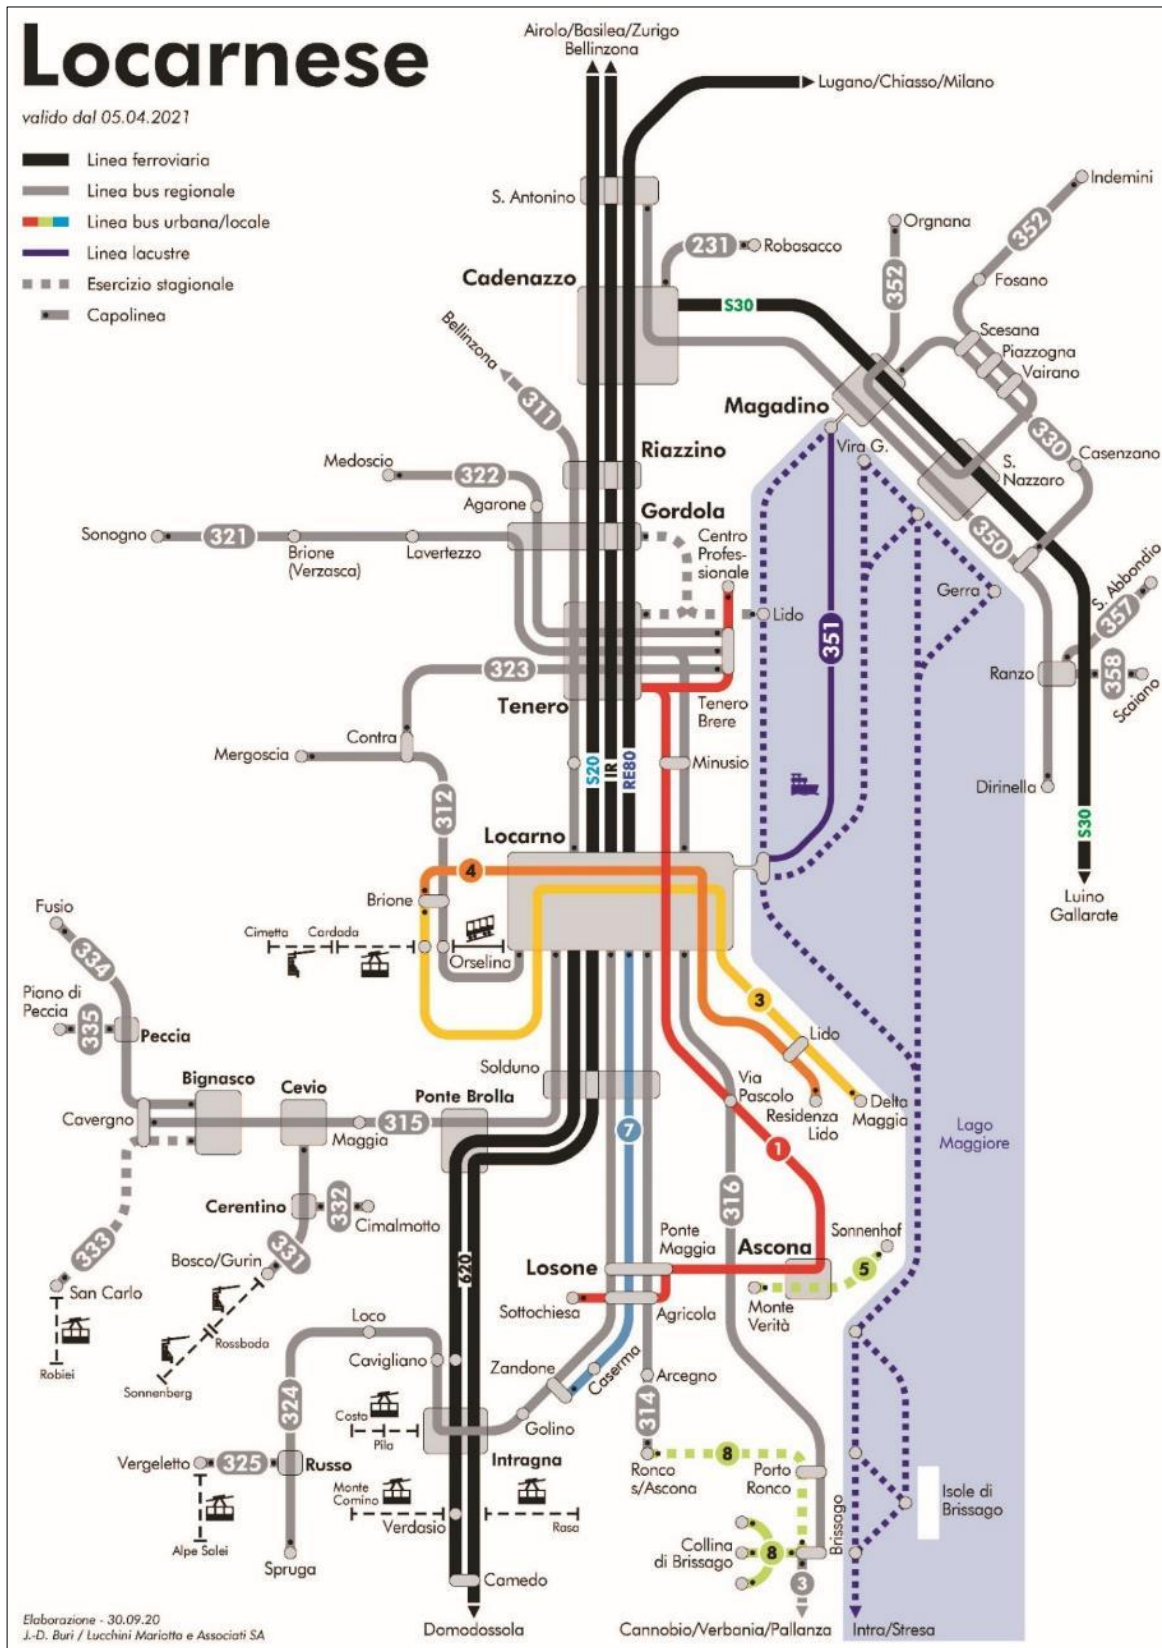 Locarnese
valido dal 05.04.2021
Linea ferroviaria
Linea bus regionale
Linea bus urbana/locale
Linea lacustre
Esercizio stagionale
Capolinea
Airolo/Basilea/Zurigo
Bellinzona
Lugano/Chiasso/Milano
S. Antonino
Indemini
352
Orgnana
352
231
Robasacco
Cadenazzo
S30
Fosano
Scesana
Piazzogna
Vairano
Bellinzona
311
Magadino
330
Vira G.
Casenzano
Riazzino
S.
Nazzaro
Medoscio
322
Agarone
Gordola
350
Sonogno
321
Brione
(Verzasca)
Lavertezzo
Centro
Profes-
sionale
S. Abbondio
357
Gerra
Lido
351
323
Ranzo
358
Scaiano
Tenero
Tenero
Brere
Contra
Mergoscia
S20
IR
RE80
Minusio
Dirinella
312
S30
Locarno
4
Brione
Luino
Gallarate
Fusio
334
Cimetta
Cardada
Orselina
Piano di
Peccia
335
Peccia
3
Lido
Solduno
Bignasco
Cevio
Ponte Brolla
Via
Pascolo
Residenza
Lido
Delta
Maggia
Cavergno
Maggia
315
7
1
Lago
Maggiore
Cerentino
332
Cimalmotto
316
333
331
Bosco/Gurin
620
Ponte
Maggia
Ascona
Sonnenhof
5
San Carlo
Losone
Monte
Verità
Sottochiesa
Agricola
Robiei
Rossboda
Sonnenberg
Loco
Cavigliano
Zandone
Caserma
Arcegno
324
Costa
Pila
Golino
314
Vergeletto
325
Russo
Intragna
Ronco
s/Ascona
8
Porto
Ronco
Monte
Comino
Verdasio
Rasa
Isole di
Brissago
Alpe Salei
Brissago
Collina
di Brissago
8
Spruga
Camedo
3
Elaborazione - 30.09.20
J.-D. Buri / Lucchini Mariotta e Associati SA
Domodossola
Cannobio/Verbania/Pallanza
Intra/Stresa